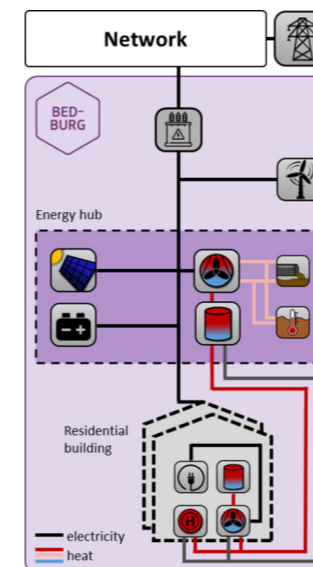 Network
BED-
BURG
Energy hub
Residential
building
H
electricity
heat